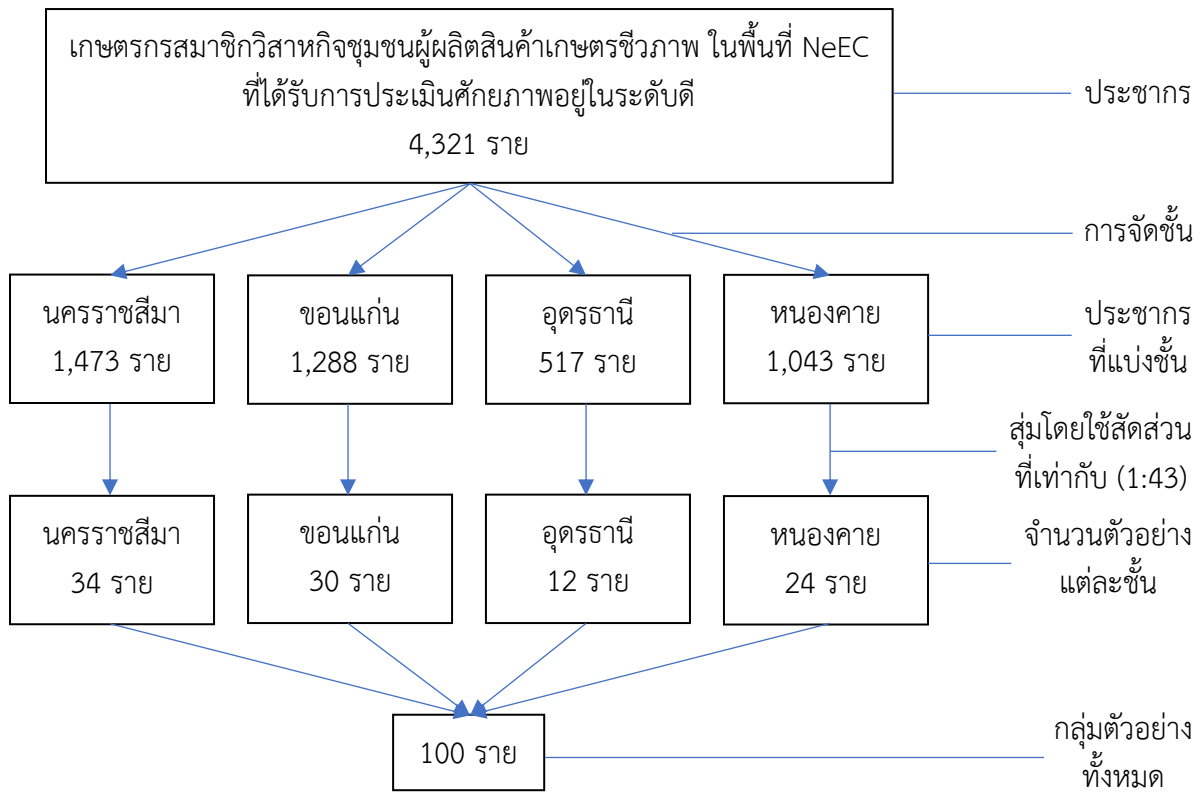 เกษตรกรสมาชิกวิสาหกิจชุมชนผู้ผลิตสินค้าเกษตรชีวภาพ ในพื้นที่ NeEC
ที่ได้รับการประเมินศักยภาพอยู่ในระดับดี
4,321 ราย
ประชากร
การจัดชั้น
นครราชสีมา
1,473 ราย
ขอนแก่น
1,288 ราย
อุดรธานี
517 ราย
หนองคาย
1,043 ราย
ประชากร
ที่แบ่งชั้น
สุ่มโดยใช้สัดส่วน
ที่เท่ากับ (1:43)
นครราชสีมา
34 ราย
ขอนแก่น
30 ราย
อุดรธานี
12 ราย
หนองคาย
24 ราย
จำนวนตัวอย่าง
แต่ละชั้น
100 ราย
กลุ่มตัวอย่าง
ทั้งหมด